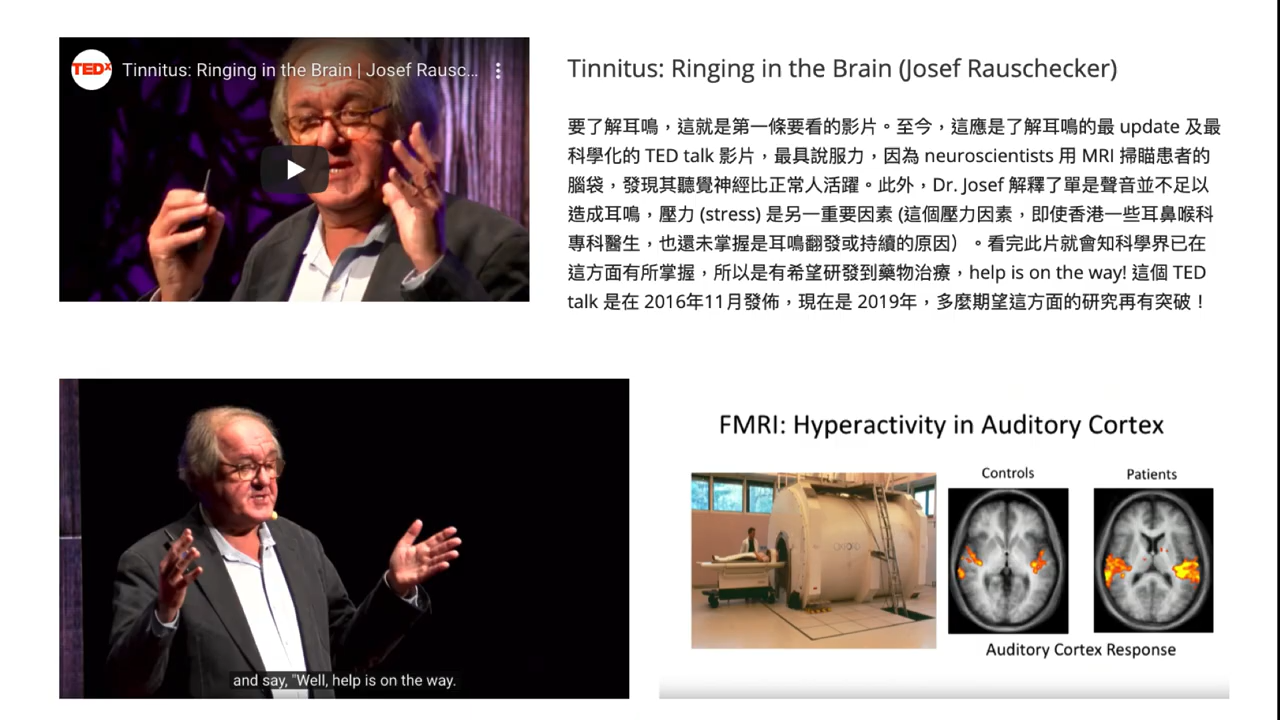 TEDx
Tinnitus: Ringing in the Brain | Josef Rausc...
Tinnitus: Ringing in the Brain (Josef Rauschecker)
要了解耳鳴，這就是第一條要看的影片。至今，這應是了解耳鳴的最 update 及最
科學化的 TED talk 影片，最具說服力，因為 neuroscientists 用 MRI 掃瞄患者的
腦袋，發現其聽覺神經比正常人活躍。此外，Dr. Josef 解釋了單是聲音並不足以
造成耳鳴，壓力 (stress) 是另一重要因素 (這個壓力因素，即使香港一些耳鼻喉科
專科醫生，也還未掌握是耳鳴翻發或持續的原因）。看完此片就會知科學界已在
這方面有所掌握，所以是有希望研發到藥物治療，help is on the way! 這個 TED
talk 是在 2016年11月發佈，現在是 2019年，多麼期望這方面的研究再有突破！
and say, "Well, help is on the way.
FMRI: Hyperactivity in Auditory Cortex
Controls
Patients
Auditory Cortex Response